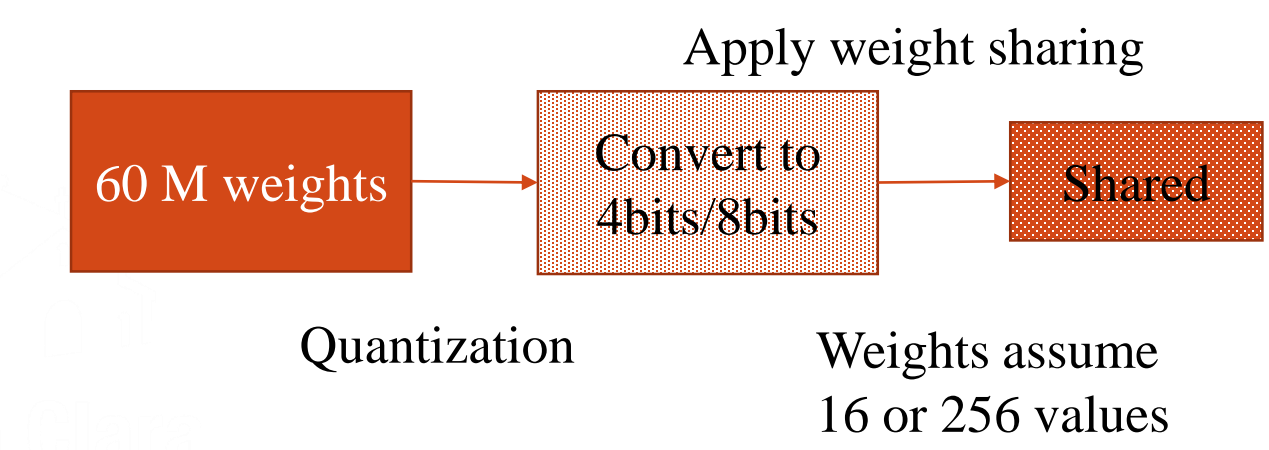 Apply weight sharing
60 M weights
Convert to
4bits/8bits
Shared
Quantization
Weights assume
16 or 256 values